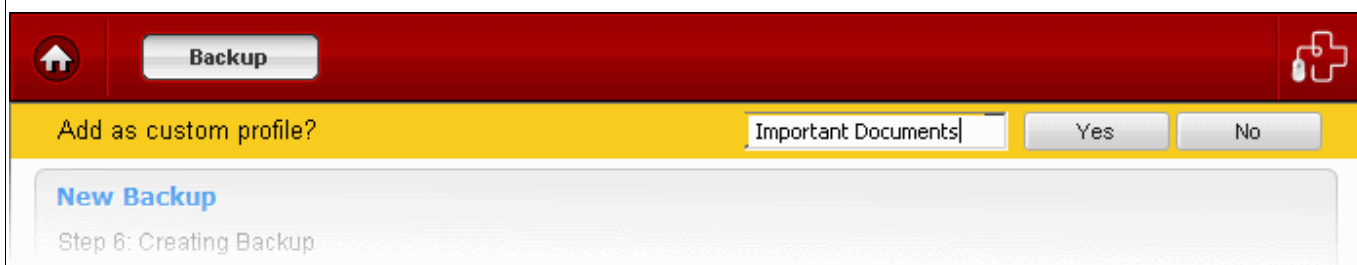 Backup
Add as custom profile? Important Documents Yes No
New Backup
Step 6: Creating Backup